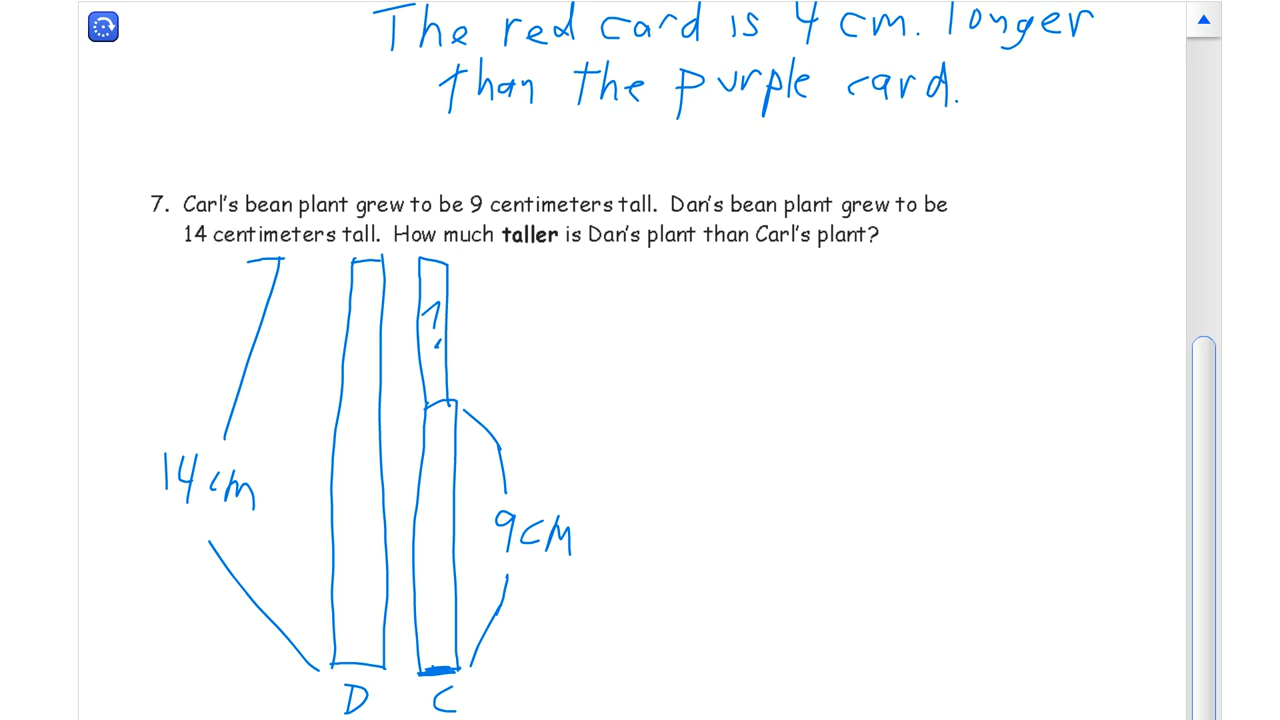 The red card is 4 cm. longer
than the purple card.
7. Carl's bean plant grew to be 9 centimeters tall. Dan's bean plant grew to be
14 centimeters tall. How much taller is Dan's plant than Carl's plant?
?
14 cm
9 cm
D C